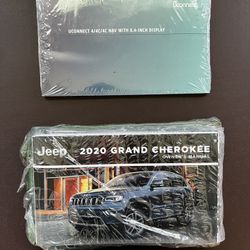 Uconnect
UCONNECT 4/4C/4C NAV WITH 8.4-INCH DISPLAY
Jeep 2020 GRAND CHEROKEE
OWNER'S MANUAL